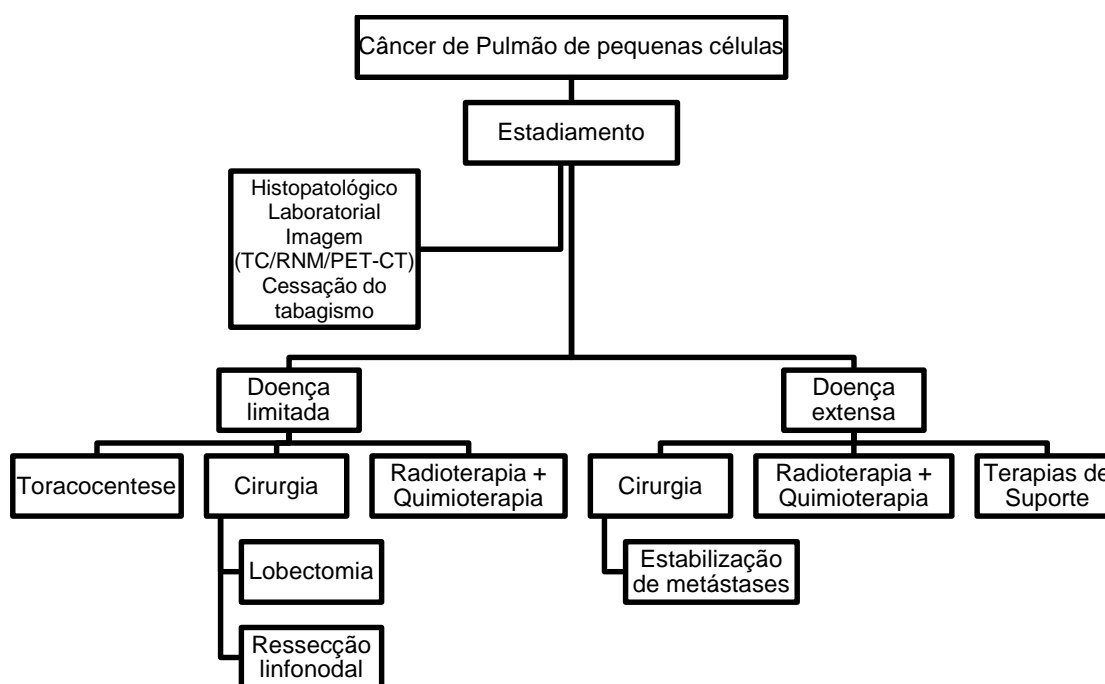 Câncer de Pulmão de pequenas células
Estadiamento
Histopatológico
Laboratorial
Imagem
(TC/RNM/PET-CT)
Cessação do
tabagismo
Doença
limitada
Doença
extensa
Toracocentese
Cirurgia
Radioterapia +
Quimioterapia
Cirurgia
Radioterapia +
Quimioterapia
Terapias de
Suporte
Lobectomia
Ressecção
linfonodal
Estabilização
de metástases